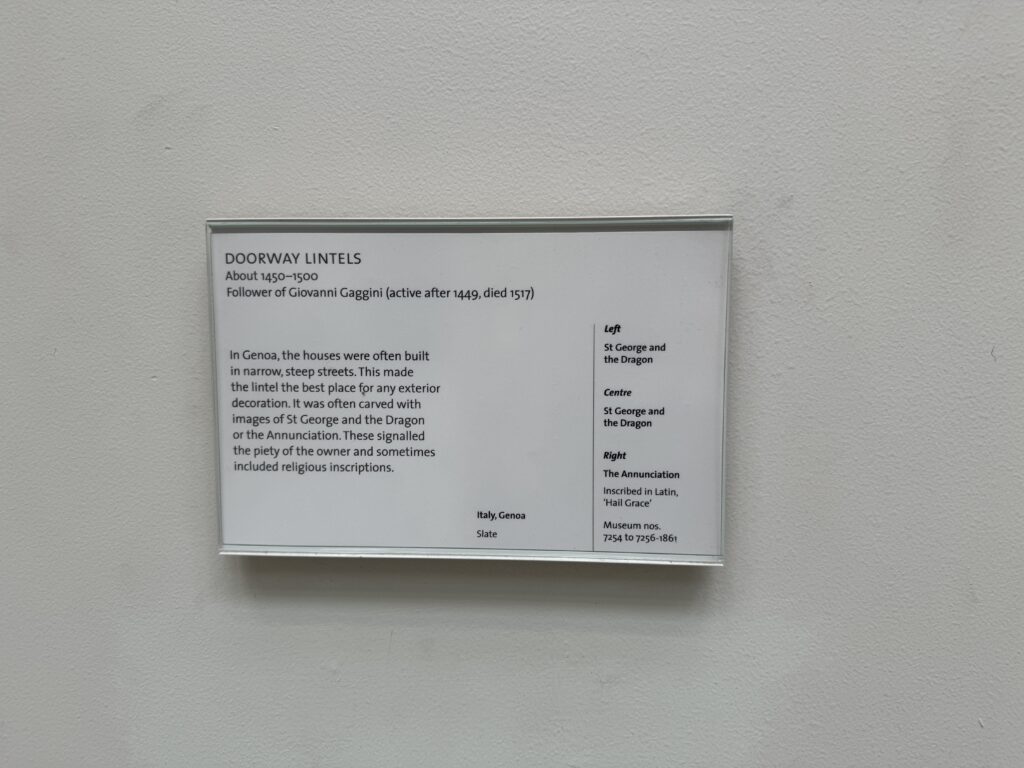 DOORWAY LINTELS
About 1450–1500
Follower of Giovanni Gaggini (active after 1449, died 1517)
In Genoa, the houses were often built
in narrow, steep streets. This made
the lintel the best place for any exterior
decoration. It was often carved with
images of St George and the Dragon
or the Annunciation. These signalled
the piety of the owner and sometimes
included religious inscriptions.
Italy, Genoa
Slate
Left
St George and
the Dragon
Centre
St George and
the Dragon
Right
The Annunciation
Inscribed in Latin,
‘Hail Grace’
Museum nos.
7254 to 7256-1861